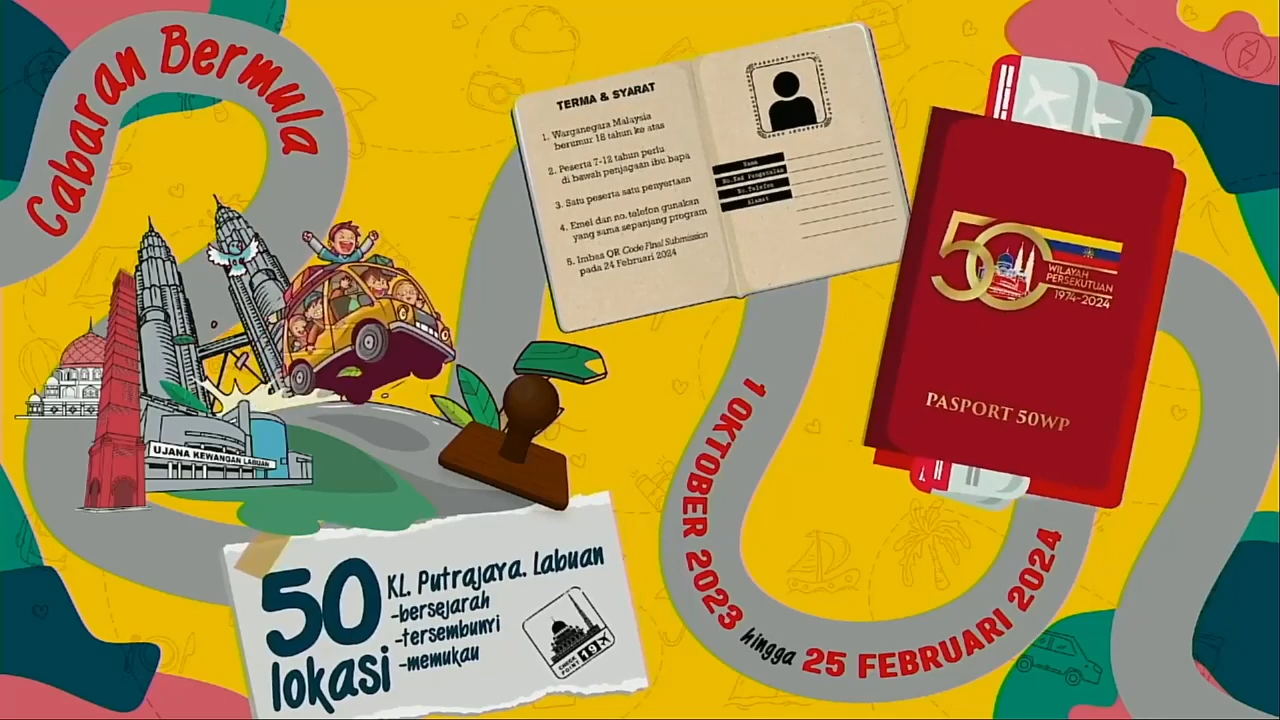 Cabaran Bermula
TERMA & SYARAT
1. Warganegara Malaysia
berumur 18 tahun ke atas
2. Peserta 7-12 tahun perlu
di bawah penjagaan ibu bapa
3. Satu peserta satu penyertaan
4. Emel dan no. telefon gunakan
yang sama sepanjang program
5. Imbas QR Code Final Submission
pada 24 Februari 2024
Nama
No.Kad Pengenalan
No.Telefon
Alamat
50
WILAYAH
PERSEKUTUAN
1974-2024
PASPORT 50WP
UJANA KEWANGAN LABUAN
50
lokasi
KL. Putrajaya. Labuan
-bersejarah
-tersembunyi
-memukau
CHECK
POINT 19
1 OKTOBER 2023 hingga 25 FEBRUARI 2024